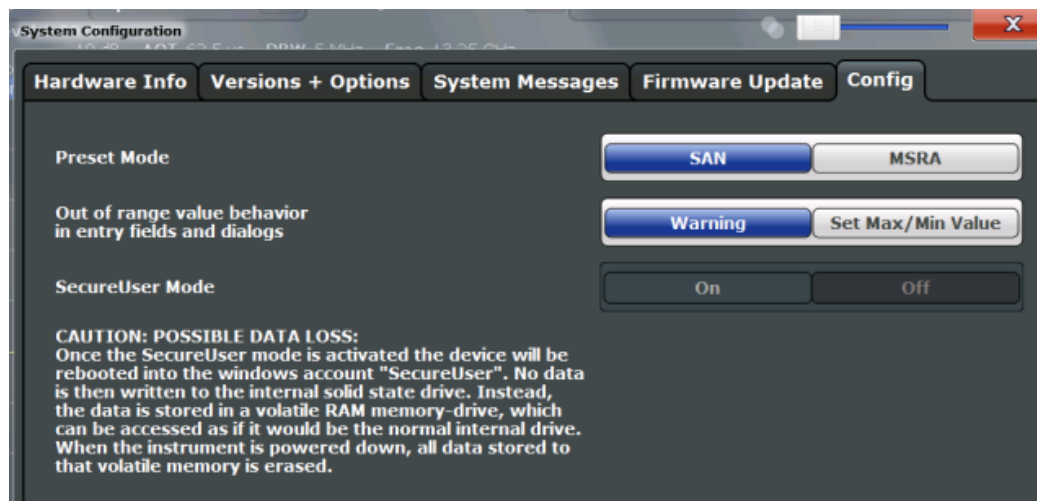 System Configuration
Hardware Info Versions + Options System Messages Firmware Update Config
Preset Mode SAN MSRA
Out of range value behavior
in entry fields and dialogs
Warning Set Max/Min Value
SecureUser Mode On Off
CAUTION: POSSIBLE DATA LOSS:
Once the SecureUser mode is activated the device will be
rebooted into the windows account "SecureUser". No data
is then written to the internal solid state drive. Instead,
the data is stored in a volatile RAM memory-drive, which
can be accessed as if it would be the normal internal drive.
When the instrument is powered down, all data stored to
that volatile memory is erased.